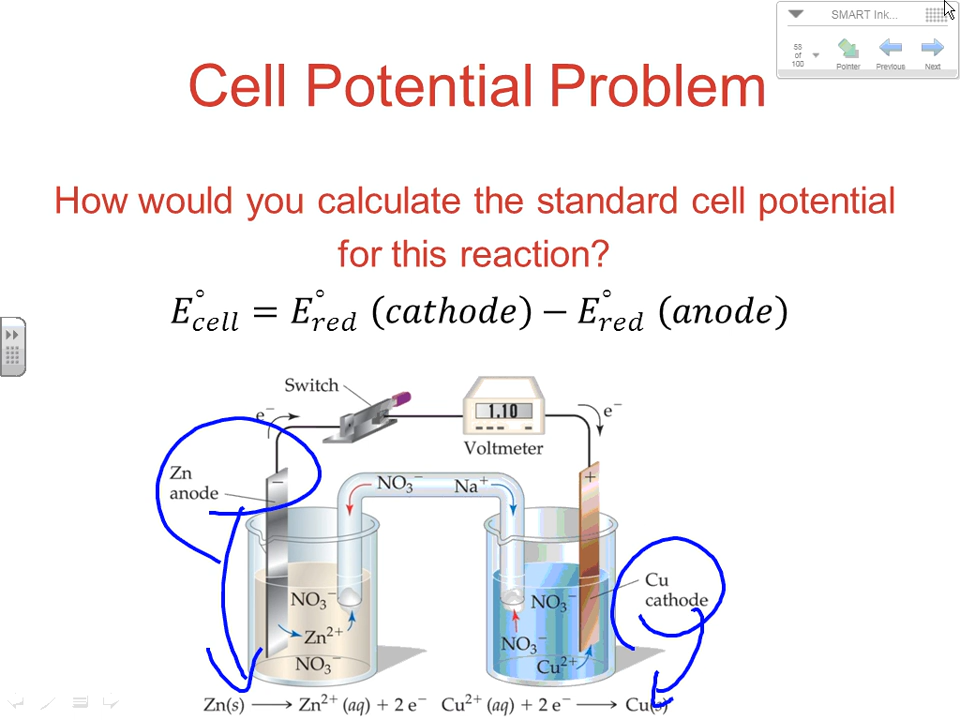 SMART Ink...
58
of
100
Pointer Previous Next
Cell Potential Problem
How would you calculate the standard cell potential
for this reaction?
E°cell = E°red (cathode) − E°red (anode)
Switch
e⁻
1.10
e⁻
Voltmeter
Zn
anode
−
+
NO₃⁻ Na⁺
Cu
cathode
NO₃⁻
NO₃⁻
Zn²⁺
NO₃⁻
NO₃⁻
Cu²⁺
Zn(s) ⟶ Zn²⁺ (aq) + 2 e⁻ Cu²⁺ (aq) + 2 e⁻ ⟶ Cu(s)